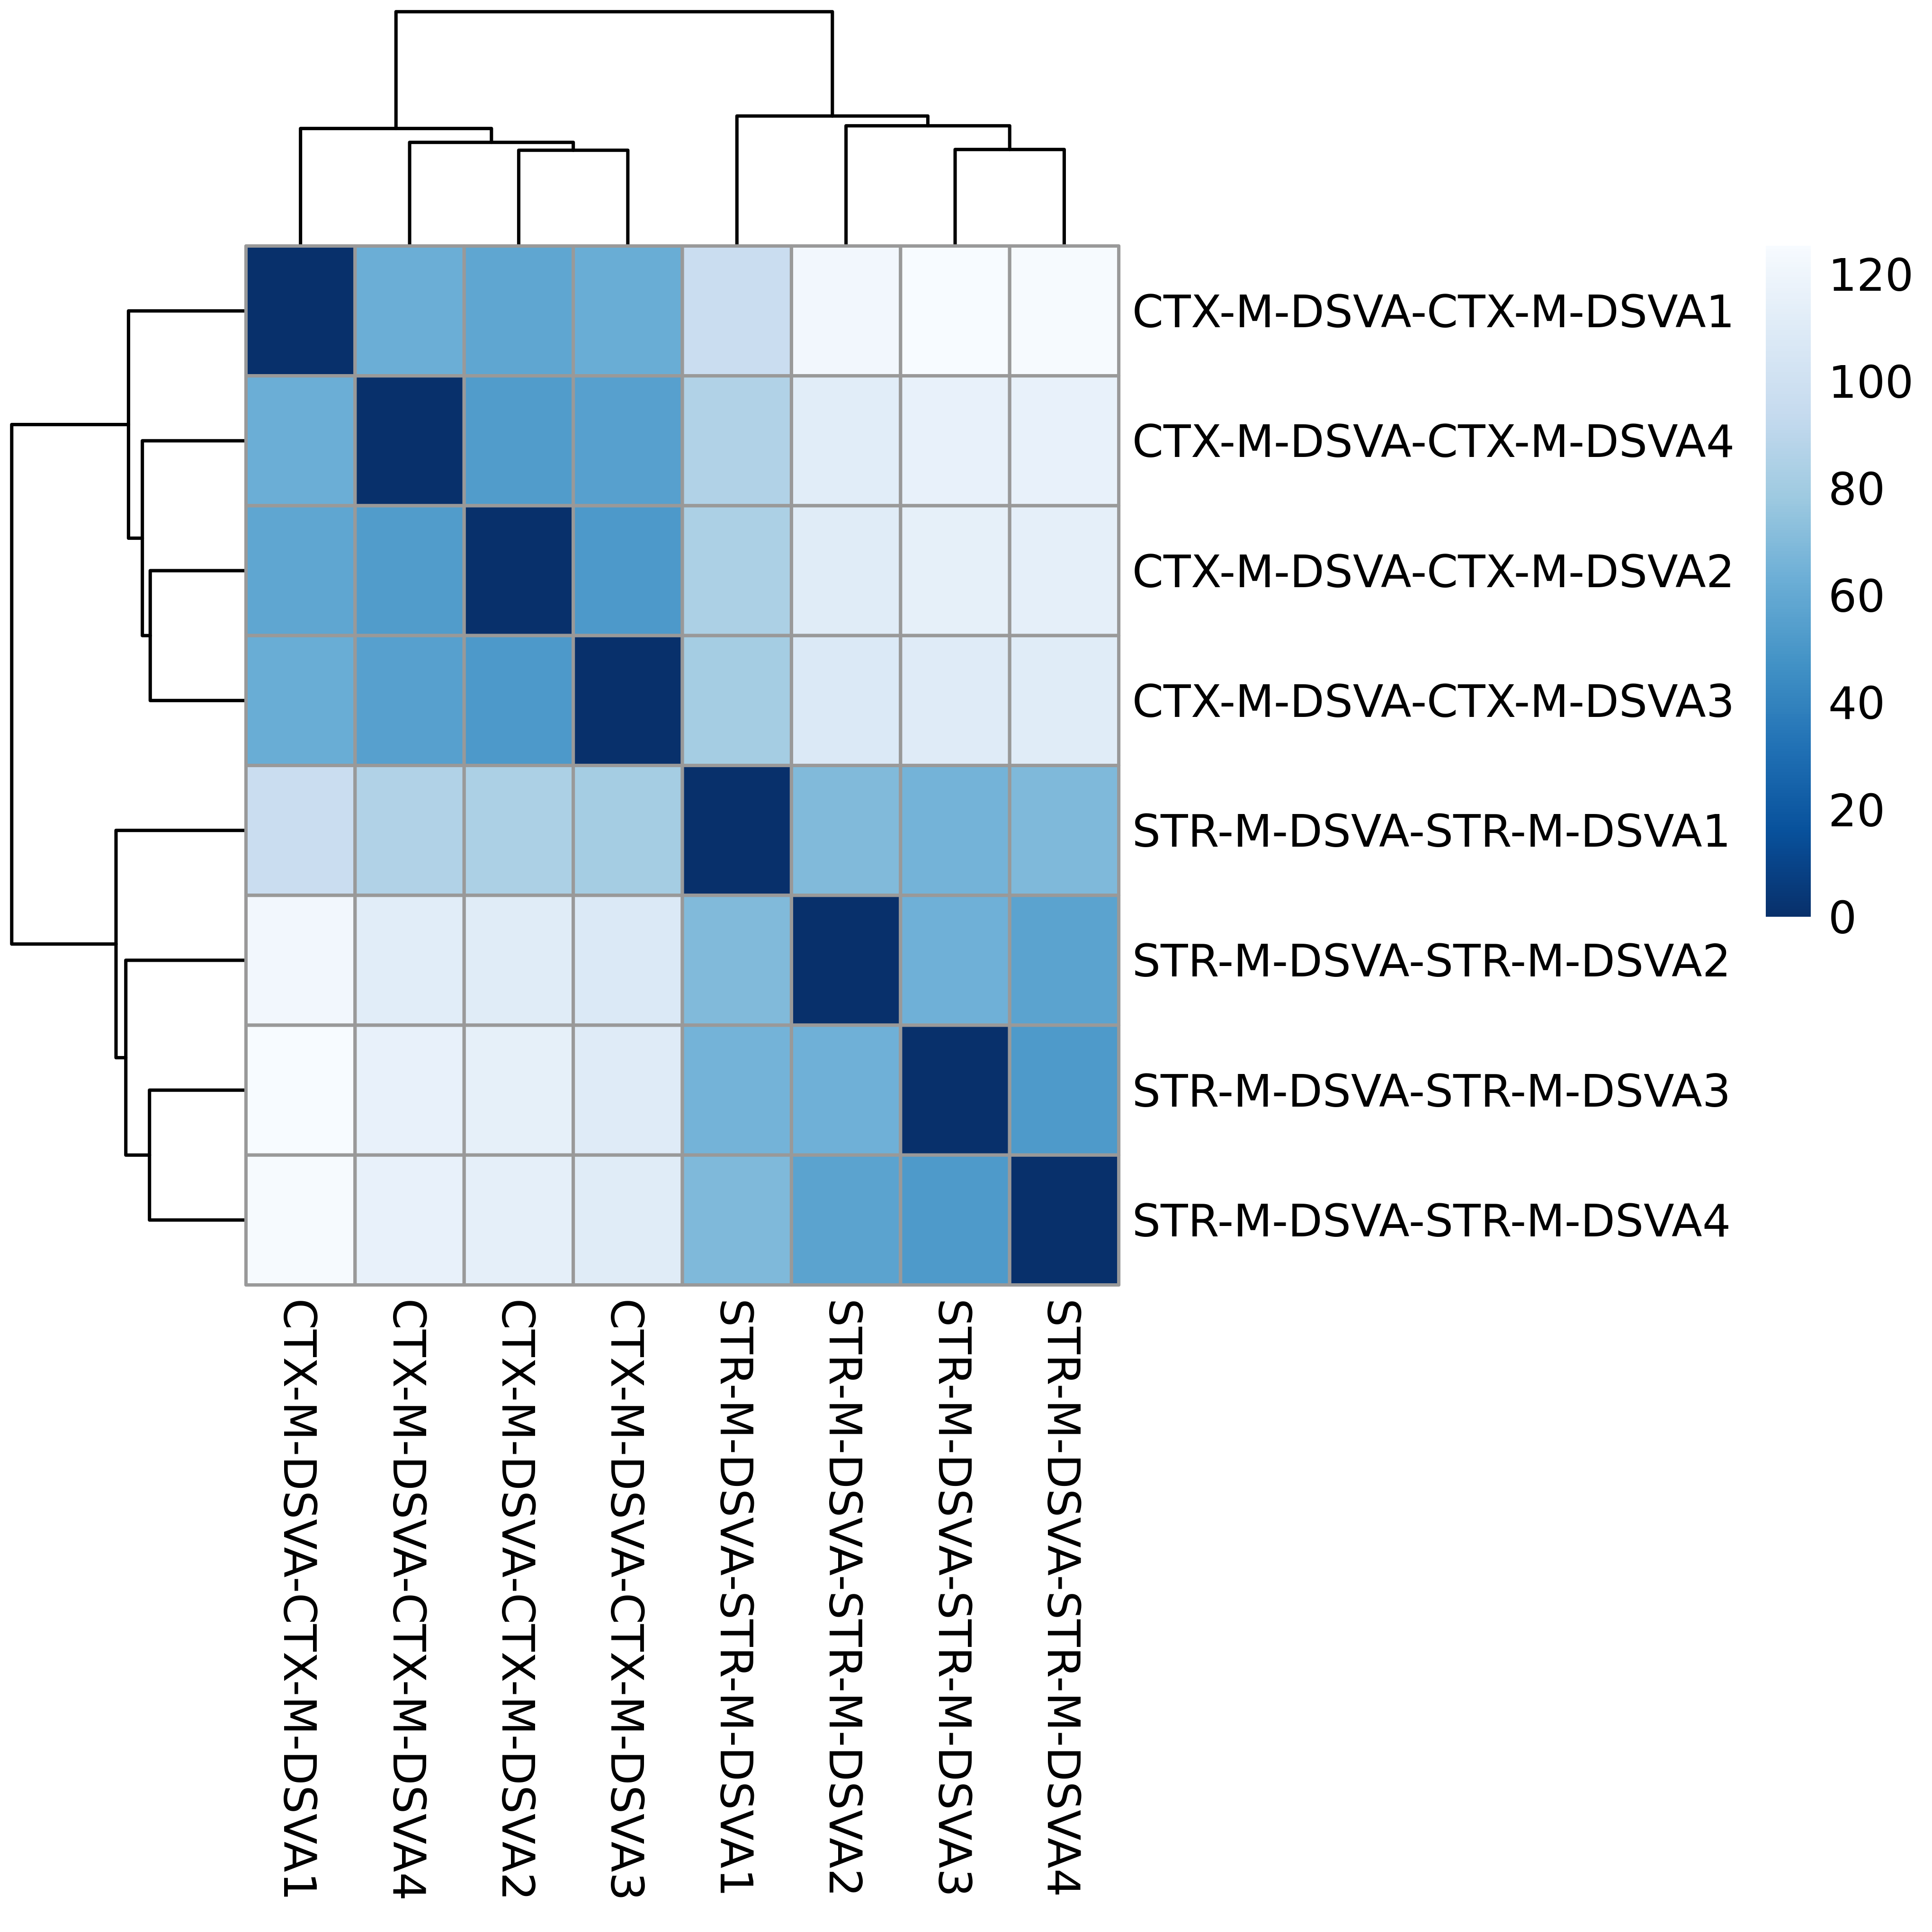 CTX-M-DSVA-CTX-M-DSVA1
CTX-M-DSVA-CTX-M-DSVA4
CTX-M-DSVA-CTX-M-DSVA2
CTX-M-DSVA-CTX-M-DSVA3
STR-M-DSVA-STR-M-DSVA1
STR-M-DSVA-STR-M-DSVA2
STR-M-DSVA-STR-M-DSVA3
STR-M-DSVA-STR-M-DSVA4
120
100
80
60
40
20
0
CTX-M-DSVA-CTX-M-DSVA1
CTX-M-DSVA-CTX-M-DSVA4
CTX-M-DSVA-CTX-M-DSVA2
CTX-M-DSVA-CTX-M-DSVA3
STR-M-DSVA-STR-M-DSVA1
STR-M-DSVA-STR-M-DSVA2
STR-M-DSVA-STR-M-DSVA3
STR-M-DSVA-STR-M-DSVA4